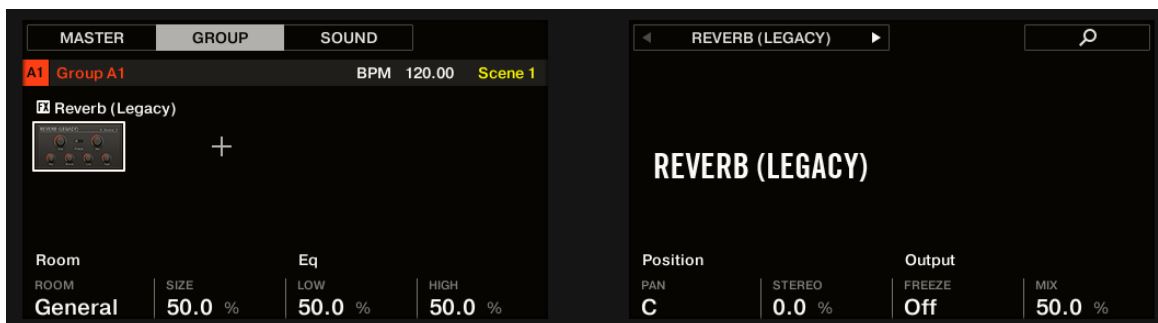 MASTER GROUP SOUND
A1 Group A1 BPM 120.00 Scene 1
FX Reverb (Legacy)
REVERB (LEGACY)
Room Eq
ROOM SIZE LOW HIGH
General 50.0 % 50.0 % 50.0 %
REVERB (LEGACY)
REVERB (LEGACY)
Position Output
PAN STEREO FREEZE MIX
C 0.0 % Off 50.0 %